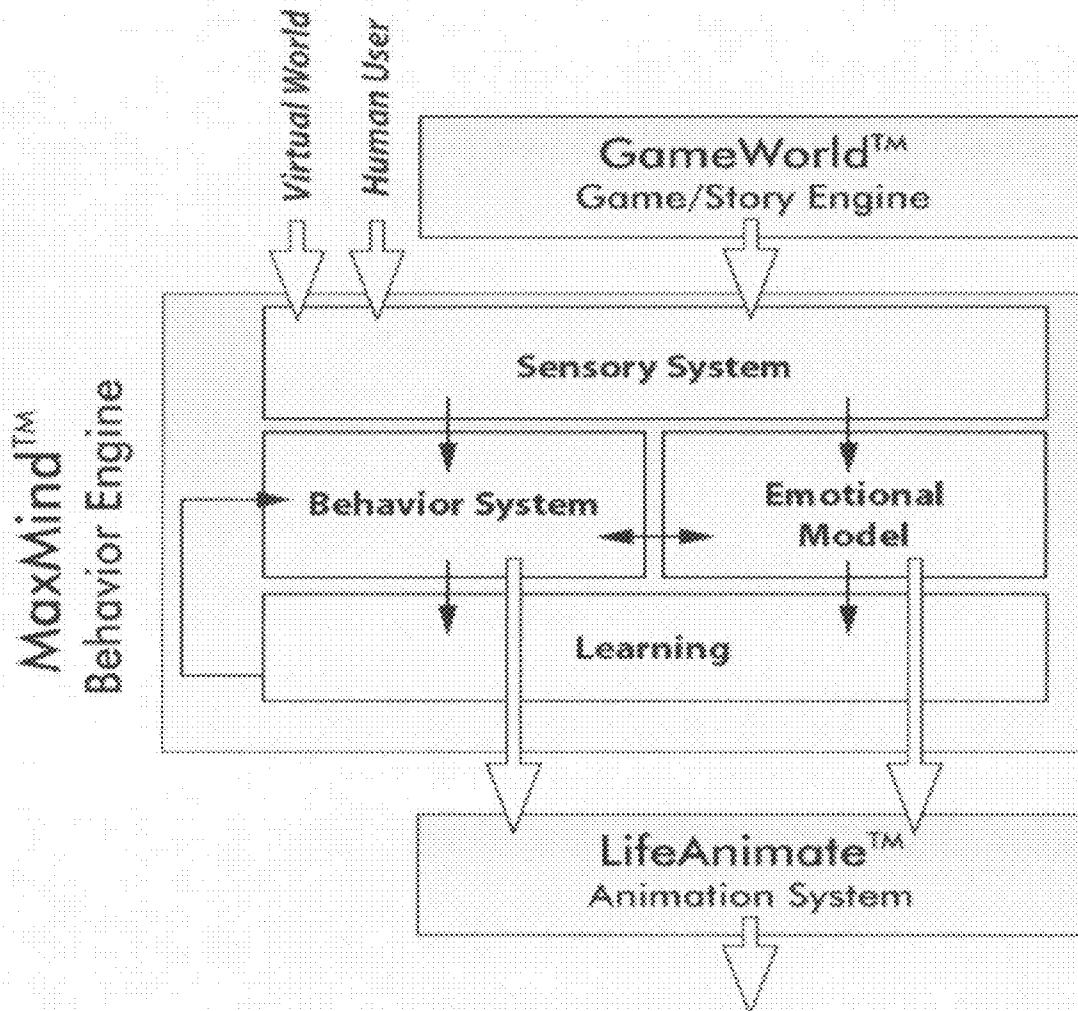 Virtual World
Human User
GameWorld™
Game/Story Engine
MaxMind™
Behavior Engine
Sensory System
Behavior System
Emotional
Model
Learning
LifeAnimate™
Animation System